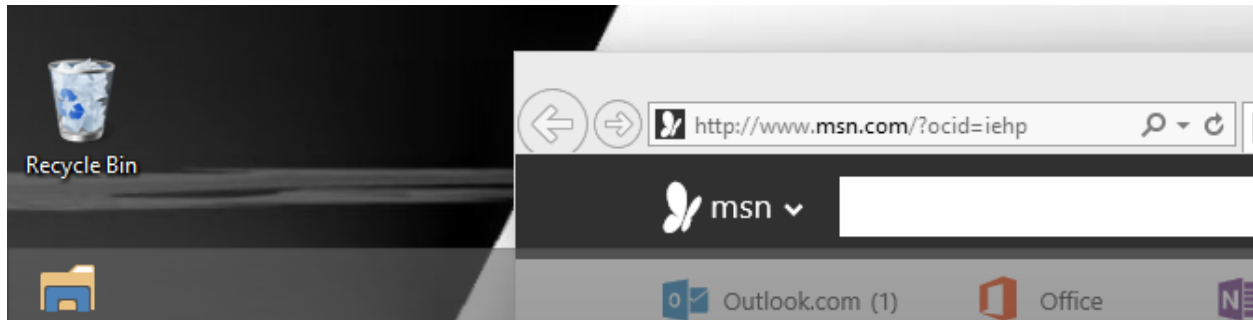 http://www.msn.com/?ocid=iehp
Recycle Bin
msn
Outlook.com (1)
Office